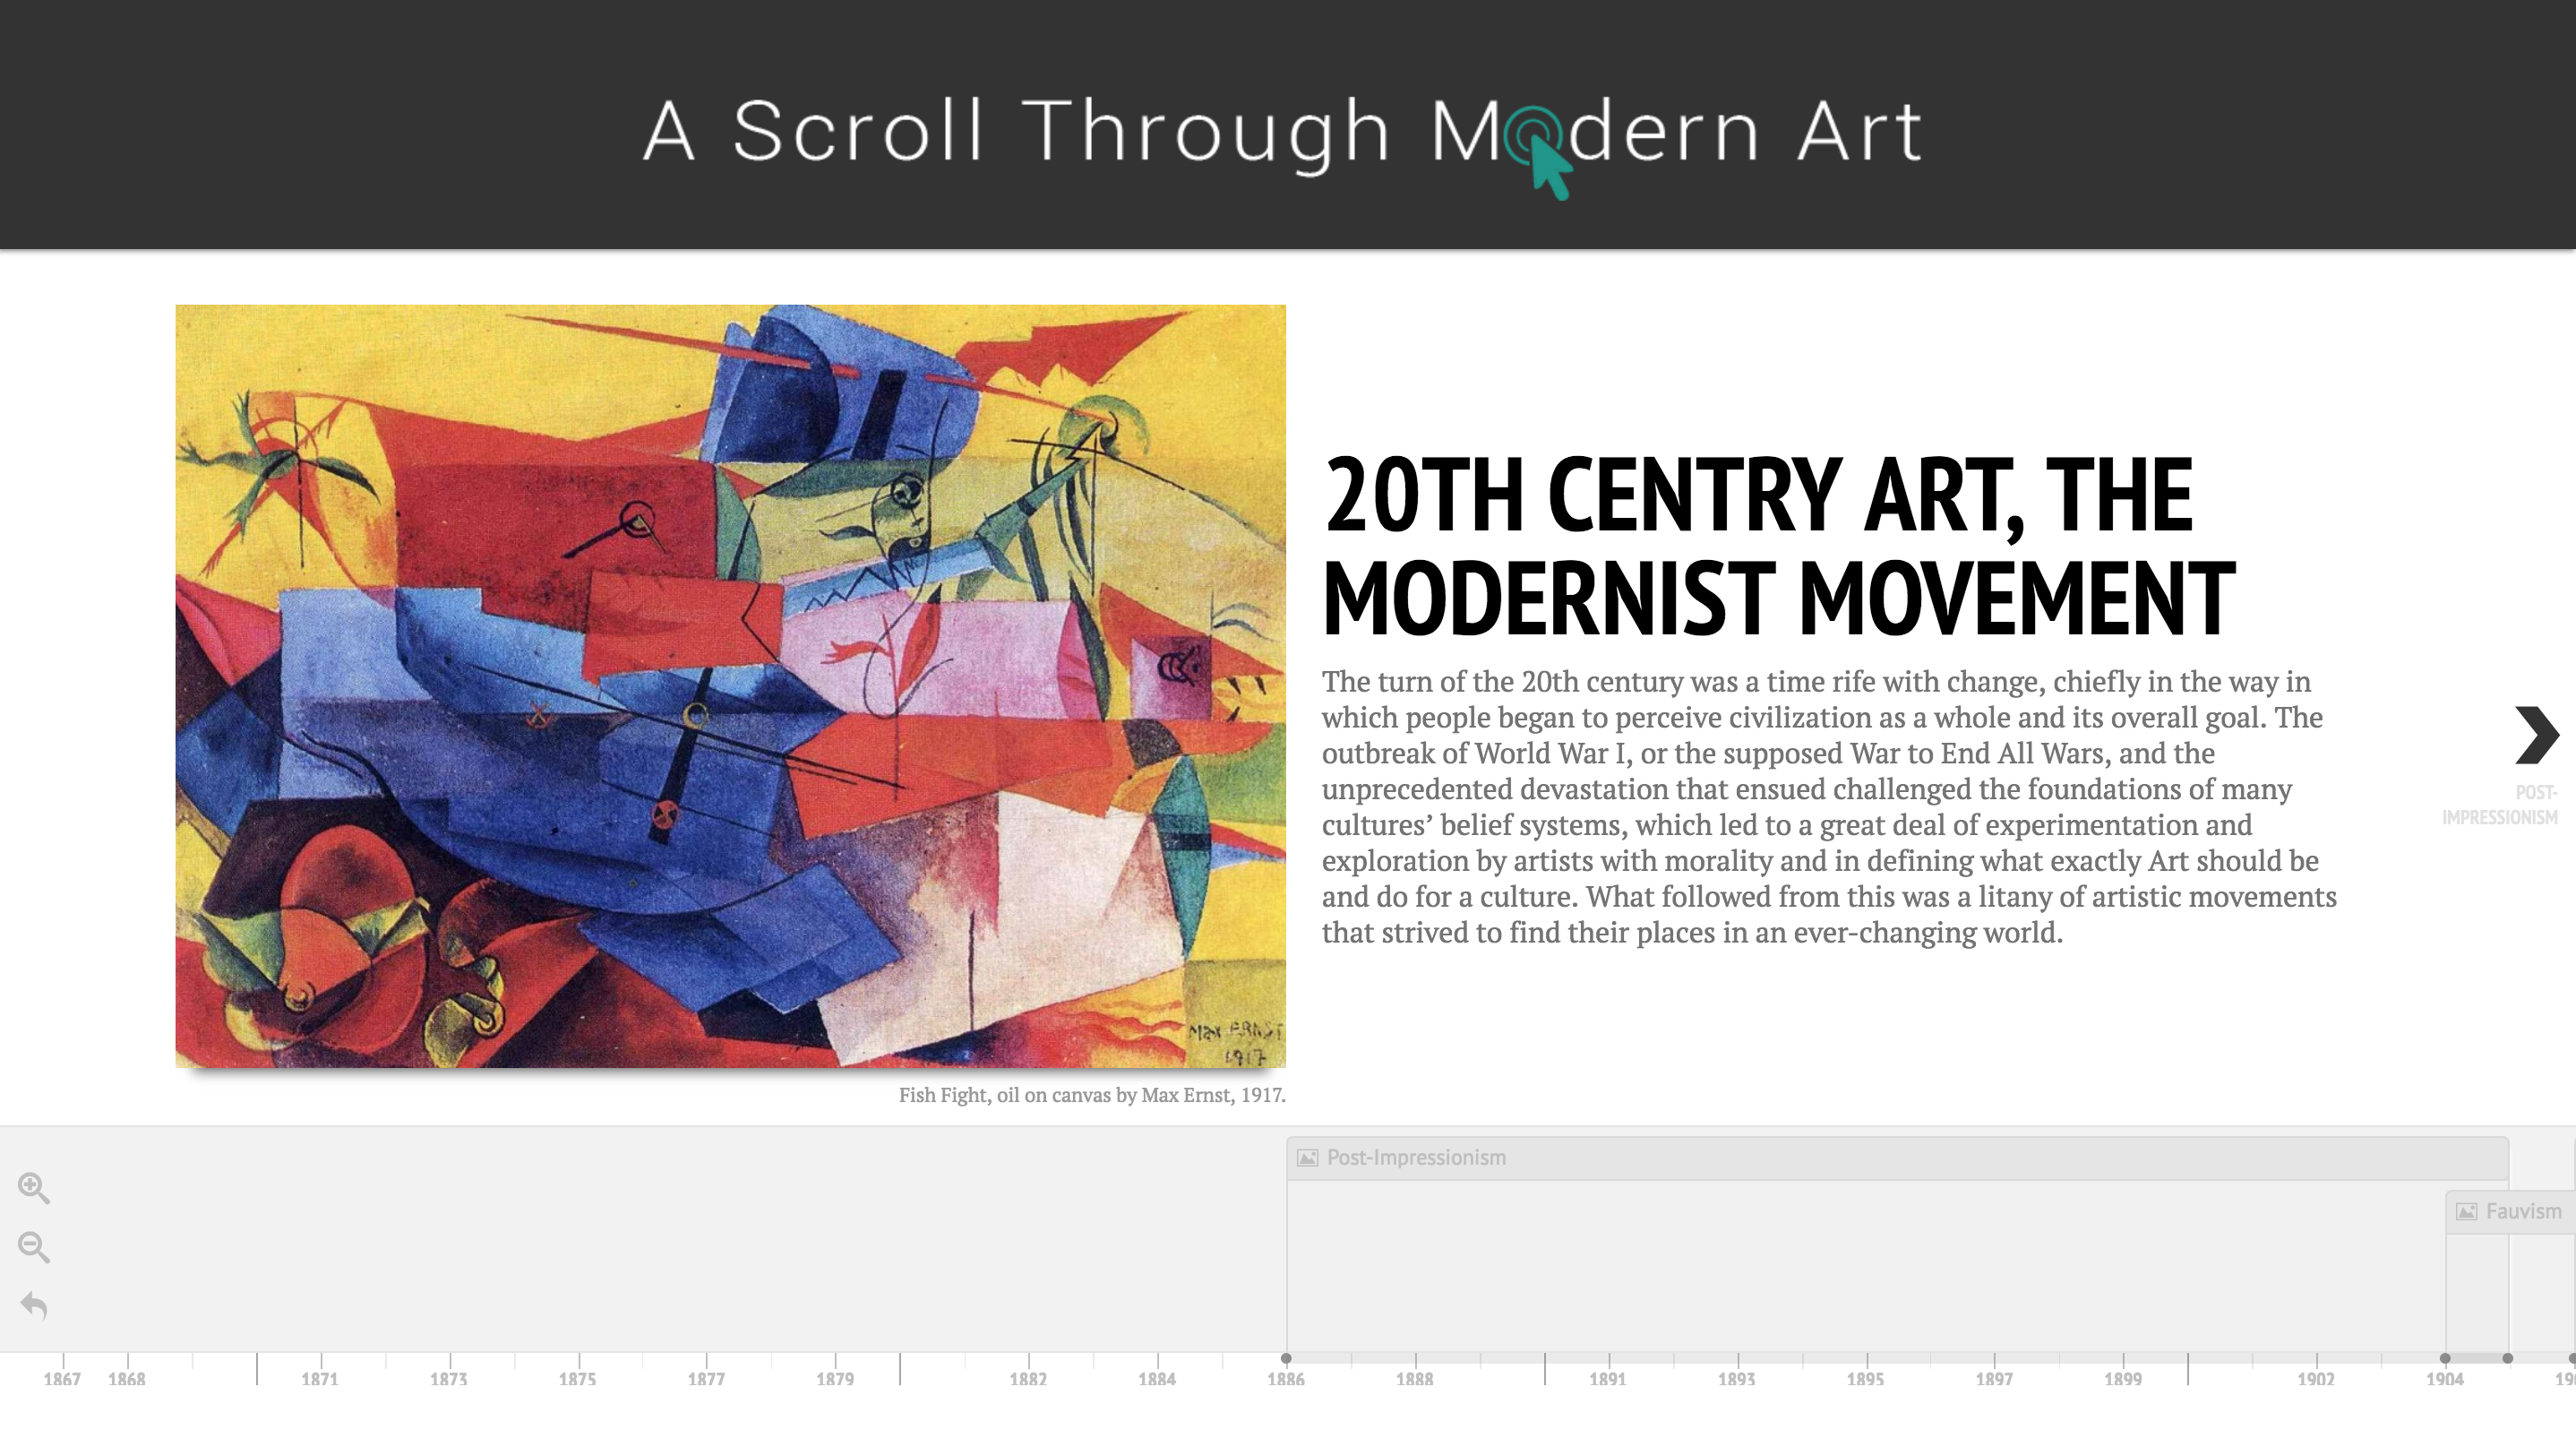 A Scroll Through Modern Art
20TH CENTRY ART, THE
MODERNIST MOVEMENT
The turn of the 20th century was a time rife with change, chiefly in the way in
which people began to perceive civilization as a whole and its overall goal. The
outbreak of World War I, or the supposed War to End All Wars, and the
unprecedented devastation that ensued challenged the foundations of many
cultures’ belief systems, which led to a great deal of experimentation and
exploration by artists with morality and in defining what exactly Art should be
and do for a culture. What followed from this was a litany of artistic movements
that strived to find their places in an ever-changing world.
POST-
IMPRESSIONISM
MAX ERNST
1917
Fish Fight, oil on canvas by Max Ernst, 1917.
Post-Impressionism
Fauvism
1867 1868 1871 1873 1875 1877 1879 1882 1884 1886 1888 1891 1893 1895 1897 1899 1902 1904